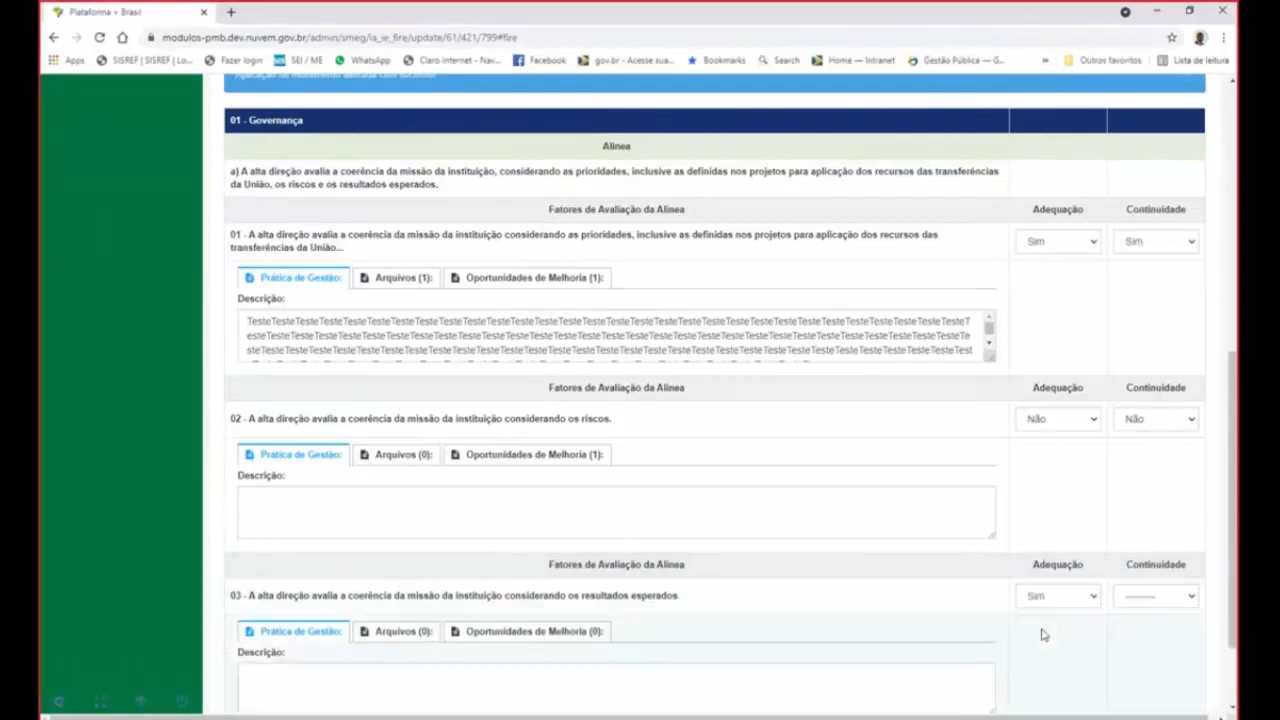 Plataforma + Brasil
modulos-pmb.dev.nuvem.gov.br/admin/smeg/ia_ie_fire/update/61/421/799#fire
Apps SISREF | SISREF | Lo... Fazer login SEI / ME WhatsApp Claro internet - Nav... Facebook gov.br - Acesse sua... Bookmarks Search Home — Intranet Gestão Pública — G... » Outros favoritos Lista de leitura
01 - Governança
Alínea
a) A alta direção avalia a coerência da missão da instituição, considerando as prioridades, inclusive as definidas nos projetos para aplicação dos recursos das transferências
da União, os riscos e os resultados esperados.
Fatores de Avaliação da Alínea Adequação Continuidade
01 - A alta direção avalia a coerência da missão da instituição considerando as prioridades, inclusive as definidas nos projetos para aplicação dos recursos das
transferências da União... Sim Sim
Prática de Gestão: Arquivos (1): Oportunidades de Melhoria (1):
Descrição:
TesteTesteTesteTesteTesteTesteTesteTesteTesteTesteTesteTesteTesteTesteTesteTesteTesteTesteTesteTesteTesteTesteTesteTesteTesteTesteTesteTesteTesteTesteT
esteTesteTesteTesteTesteTesteTesteTesteTesteTesteTesteTesteTesteTesteTesteTesteTesteTesteTesteTesteTesteTesteTesteTesteTesteTesteTesteTesteTesteTesteTe
steTesteTesteTesteTesteTesteTesteTesteTesteTesteTesteTesteTesteTesteTesteTesteTesteTesteTesteTesteTesteTesteTesteTesteTesteTesteTesteTesteTesteTesteTest
Fatores de Avaliação da Alínea Adequação Continuidade
02 - A alta direção avalia a coerência da missão da instituição considerando os riscos. Não Não
Prática de Gestão: Arquivos (0): Oportunidades de Melhoria (1):
Descrição:
Fatores de Avaliação da Alínea Adequação Continuidade
03 - A alta direção avalia a coerência da missão da instituição considerando os resultados esperados Sim ---------
Prática de Gestão: Arquivos (0): Oportunidades de Melhoria (0):
Descrição: